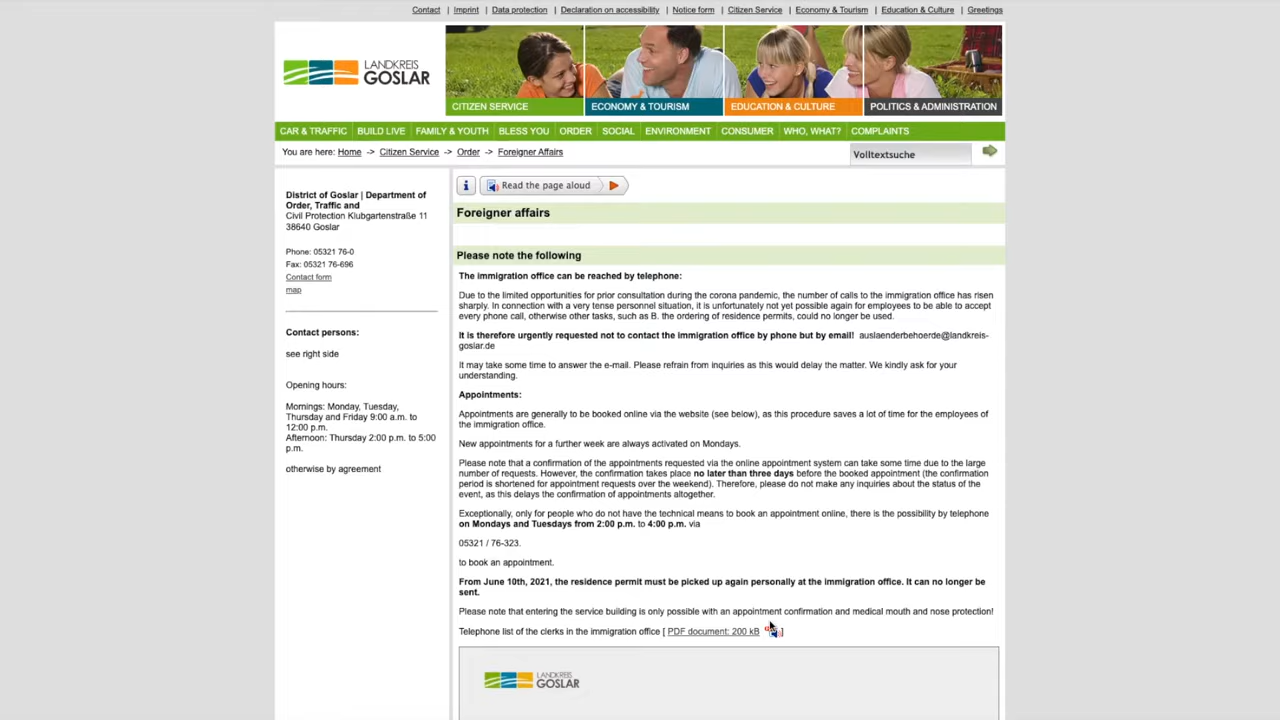 Contact | Imprint | Data protection | Declaration on accessibility | Notice form | Citizen Service | Economy & Tourism | Education & Culture | Greetings
LANDKREIS
GOSLAR
CITIZEN SERVICE
ECONOMY & TOURISM
EDUCATION & CULTURE
POLITICS & ADMINISTRATION
CAR & TRAFFIC
BUILD LIVE
FAMILY & YOUTH
BLESS YOU
ORDER
SOCIAL
ENVIRONMENT
CONSUMER
WHO, WHAT?
COMPLAINTS
You are here: Home -> Citizen Service -> Order -> Foreigner Affairs
Volltextsuche
District of Goslar | Department of
Order, Traffic and
Civil Protection Klubgartenstraße 11
38640 Goslar
Phone: 05321 76-0
Fax: 05321 76-696
Contact form
map
Contact persons:
see right side
Opening hours:
Mornings: Monday, Tuesday,
Thursday and Friday 9:00 a.m. to
12:00 p.m.
Afternoon: Thursday 2:00 p.m. to 5:00
p.m.
otherwise by agreement
i
Read the page aloud
Foreigner affairs
Please note the following
The immigration office can be reached by telephone:
Due to the limited opportunities for prior consultation during the corona pandemic, the number of calls to the immigration office has risen
sharply. In connection with a very tense personnel situation, it is unfortunately not yet possible again for employees to be able to accept
every phone call, otherwise other tasks, such as B. the ordering of residence permits, could no longer be used.
It is therefore urgently requested not to contact the immigration office by phone but by email! auslaenderbehoerde@landkreis-
goslar.de
It may take some time to answer the e-mail. Please refrain from inquiries as this would delay the matter. We kindly ask for your
understanding.
Appointments:
Appointments are generally to be booked online via the website (see below), as this procedure saves a lot of time for the employees of
the immigration office.
New appointments for a further week are always activated on Mondays.
Please note that a confirmation of the appointments requested via the online appointment system can take some time due to the large
number of requests. However, the confirmation takes place no later than three days before the booked appointment (the confirmation
period is shortened for appointment requests over the weekend). Therefore, please do not make any inquiries about the status of the
event, as this delays the confirmation of appointments altogether.
Exceptionally, only for people who do not have the technical means to book an appointment online, there is the possibility by telephone
on Mondays and Tuesdays from 2:00 p.m. to 4:00 p.m. via
05321 / 76-323.
to book an appointment.
From June 10th, 2021, the residence permit must be picked up again personally at the immigration office. It can no longer be
sent.
Please note that entering the service building is only possible with an appointment confirmation and medical mouth and nose protection!
Telephone list of the clerks in the immigration office [ PDF document: 200 kB ]
LANDKREIS
GOSLAR